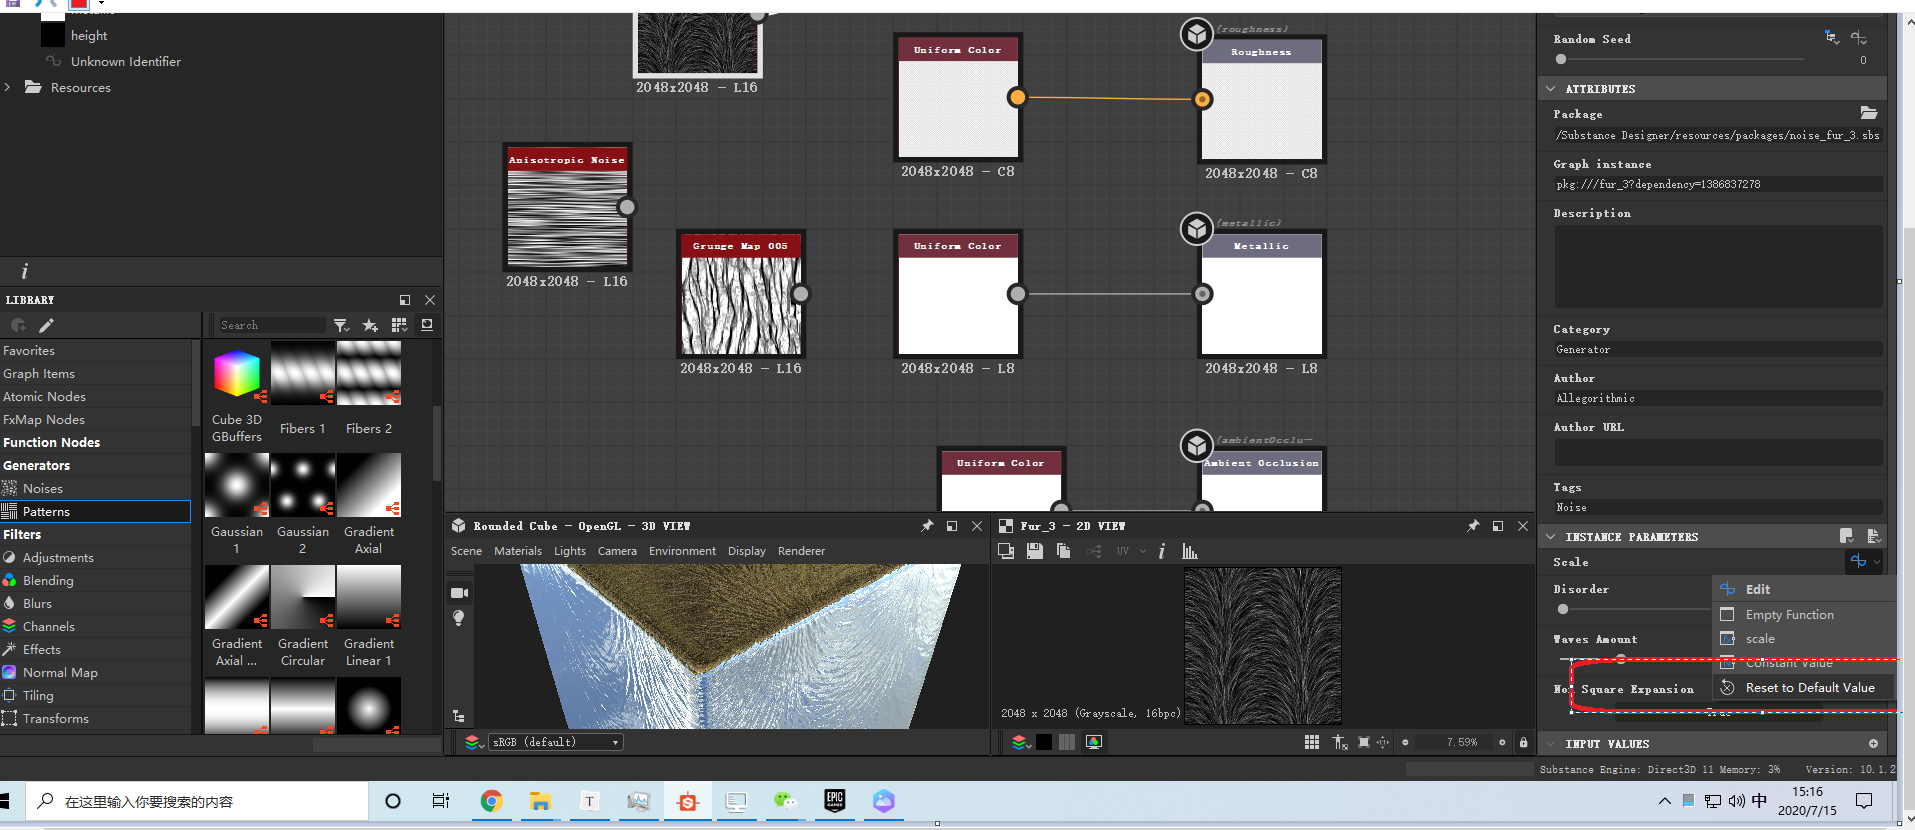 height
Unknown Identifier
Resources
i
LIBRARY
Search
Favorites
Graph Items
Atomic Nodes
FxMap Nodes
Function Nodes
Generators
Noises
Patterns
Filters
Adjustments
Blending
Blurs
Channels
Effects
Normal Map
Tiling
Transforms
Cube 3D
GBuffers
Fibers 1
Fibers 2
Gaussian
1
Gaussian
2
Gradient
Axial
Gradient
Axial ...
Gradient
Circular
Gradient
Linear 1
2048x2048 - L16
Anisotropic Noise
2048x2048 - L16
Grunge Map 005
2048x2048 - L16
Uniform Color
2048x2048 - C8
(roughness)
Roughness
2048x2048 - C8
Uniform Color
2048x2048 - L8
(metallic)
Metallic
2048x2048 - L8
Uniform Color
(ambientOcclu—
Ambient Occlusion
Rounded Cube - OpenGL - 3D VIEW
Scene Materials Lights Camera Environment Display Renderer
sRGB (default)
Fur_3 - 2D VIEW
UV
i
2048 x 2048 (Grayscale, 16bpc)
7.59%
Random Seed
0
ATTRIBUTES
Package
/Substance Designer/resources/packages/noise_fur_3.sbs
Graph instance
pkg:///fur_3?dependency=1386837278
Description
Category
Generator
Author
Allegorithmic
Author URL
Tags
Noise
INSTANCE PARAMETERS
Scale
Disorder
Waves Amount
Square Expansion
Edit
Empty Function
scale
Constant Value
Reset to Default Value
INPUT VALUES
Substance Engine: Direct3D 11 Memory: 3%
Version: 10.1.2
在这里输入你要搜索的内容
T
EPIC
GAMES
中
15:16
2020/7/15